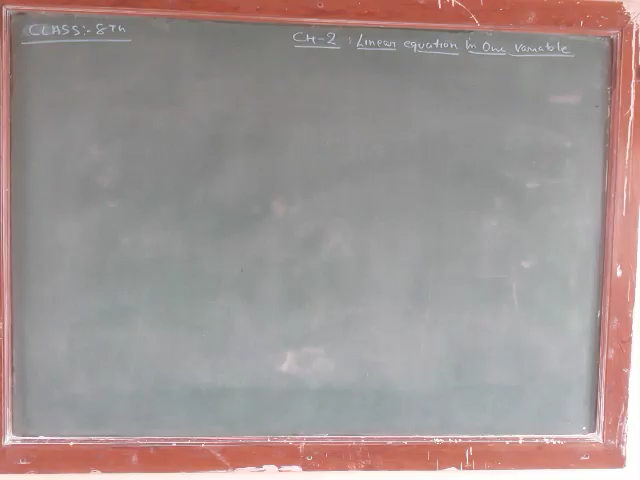 CLASS:- 8Th
CH-2 : Linear equation in One variable